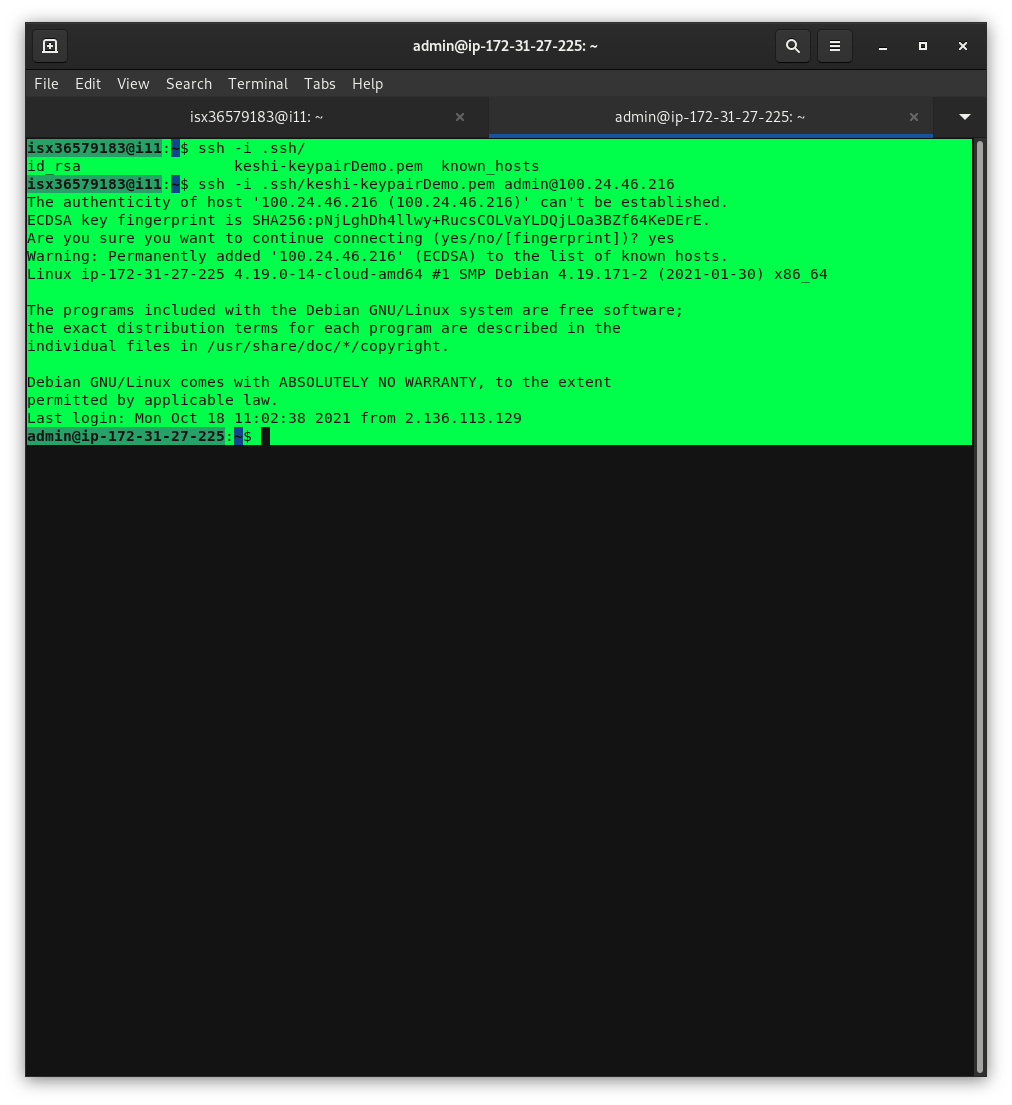 admin@ip-172-31-27-225: ~
File Edit View Search Terminal Tabs Help
isx36579183@i11: ~
admin@ip-172-31-27-225: ~
isx36579183@i11:~$ ssh -i .ssh/
id_rsa                 keshi-keypairDemo.pem  known_hosts
isx36579183@i11:~$ ssh -i .ssh/keshi-keypairDemo.pem admin@100.24.46.216
The authenticity of host '100.24.46.216 (100.24.46.216)' can't be established.
ECDSA key fingerprint is SHA256:pNjLghDh4llwy+RucsCOLVaYLDQjLOa3BZf64KeDErE.
Are you sure you want to continue connecting (yes/no/[fingerprint])? yes
Warning: Permanently added '100.24.46.216' (ECDSA) to the list of known hosts.
Linux ip-172-31-27-225 4.19.0-14-cloud-amd64 #1 SMP Debian 4.19.171-2 (2021-01-30) x86_64
The programs included with the Debian GNU/Linux system are free software;
the exact distribution terms for each program are described in the
individual files in /usr/share/doc/*/copyright.
Debian GNU/Linux comes with ABSOLUTELY NO WARRANTY, to the extent
permitted by applicable law.
Last login: Mon Oct 18 11:02:38 2021 from 2.136.113.129
admin@ip-172-31-27-225:~$